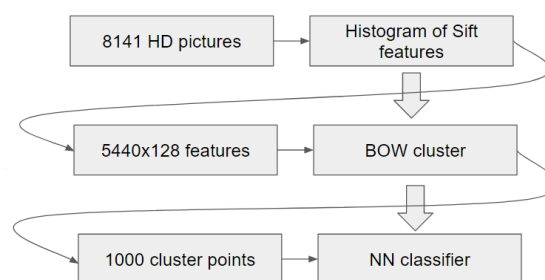 8141 HD pictures
Histogram of Sift
features
5440x128 features
BOW cluster
1000 cluster points
NN classifier